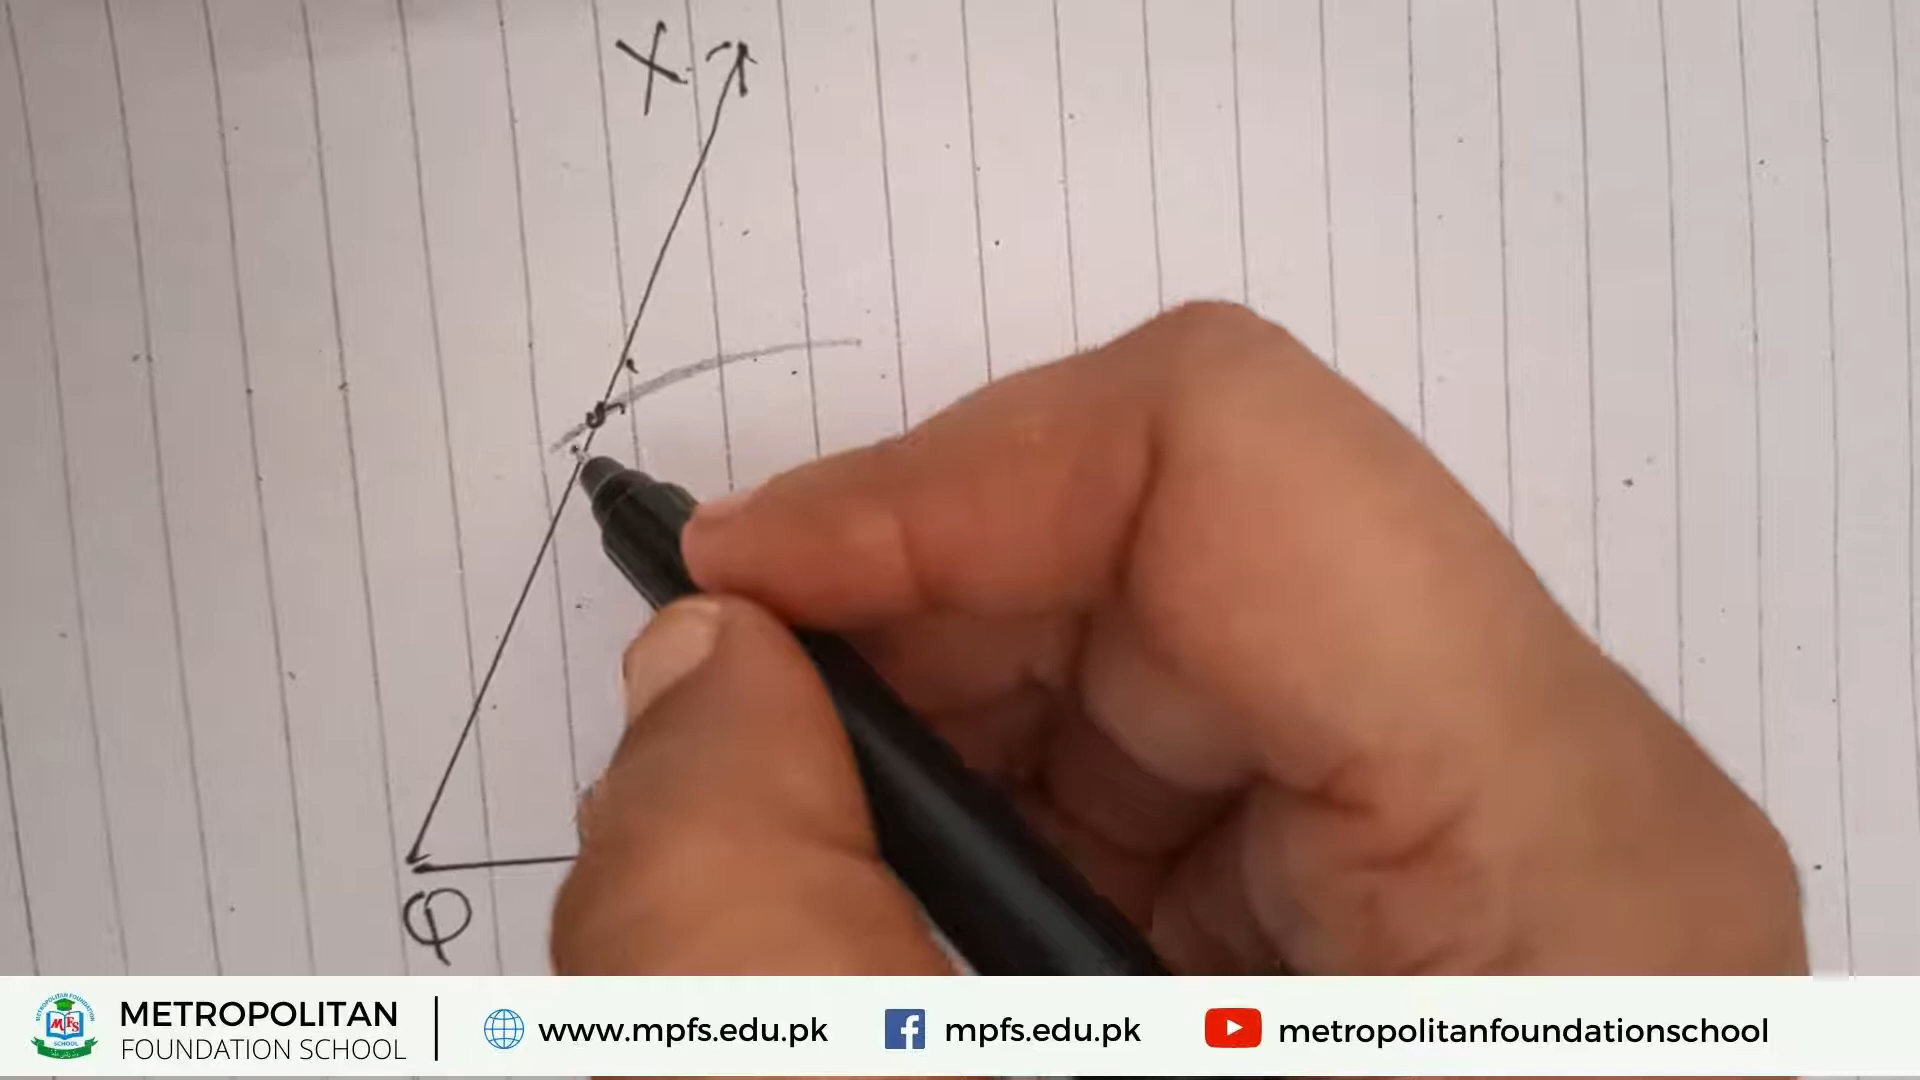 X
Q
METROPOLITAN
FOUNDATION SCHOOL
www.mpfs.edu.pk
mpfs.edu.pk
metropolitanfoundationschool